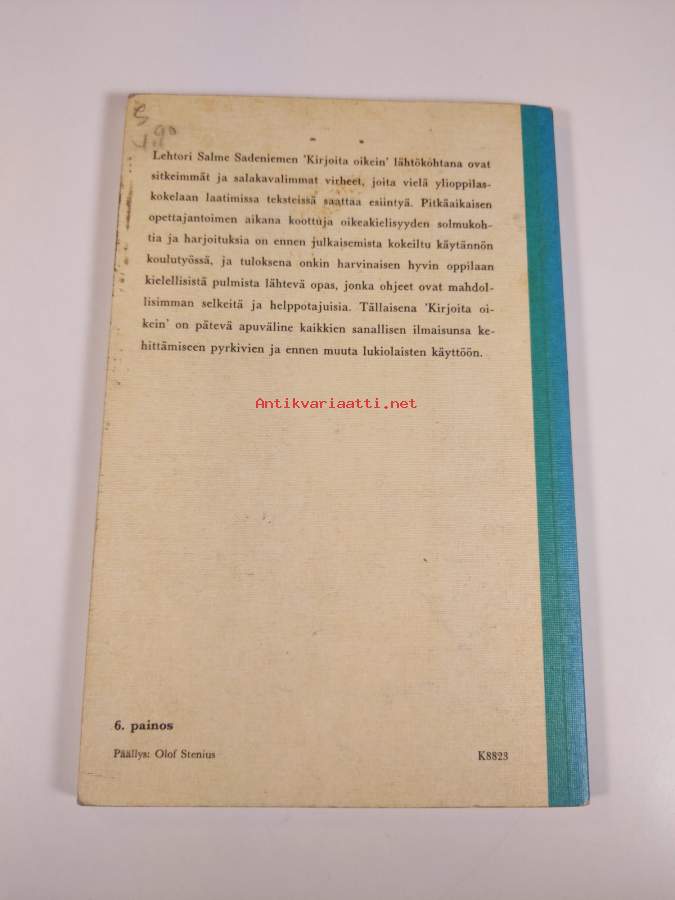 Lehtori Salme Sadeniemen 'Kirjoita oikein' lähtökohtana ovat
sitkeimmät ja salakavalimmat virheet, joita vielä ylioppilas-
kokelaan laatimissa teksteissä saattaa esiintyä. Pitkäaikaisen
opettajantoimen aikana koottuja oikeakielisyyden solmukoh-
tia ja harjoituksia on ennen julkaisemista kokeiltu käytännön
koulutyössä, ja tuloksena onkin harvinaisen hyvin oppilaan
kielellisistä pulmista lähtevä opas, jonka ohjeet ovat mahdol-
lisimman selkeitä ja helppotajuisia. Tällaisena 'Kirjoita oi-
kein' on pätevä apuväline kaikkien sanallisen ilmaisunsa ke-
hittämiseen pyrkivien ja ennen muuta lukiolaisten käyttöön.
Antikvariaatti.net
6. painos
Päällys: Olof Stenius
K8823